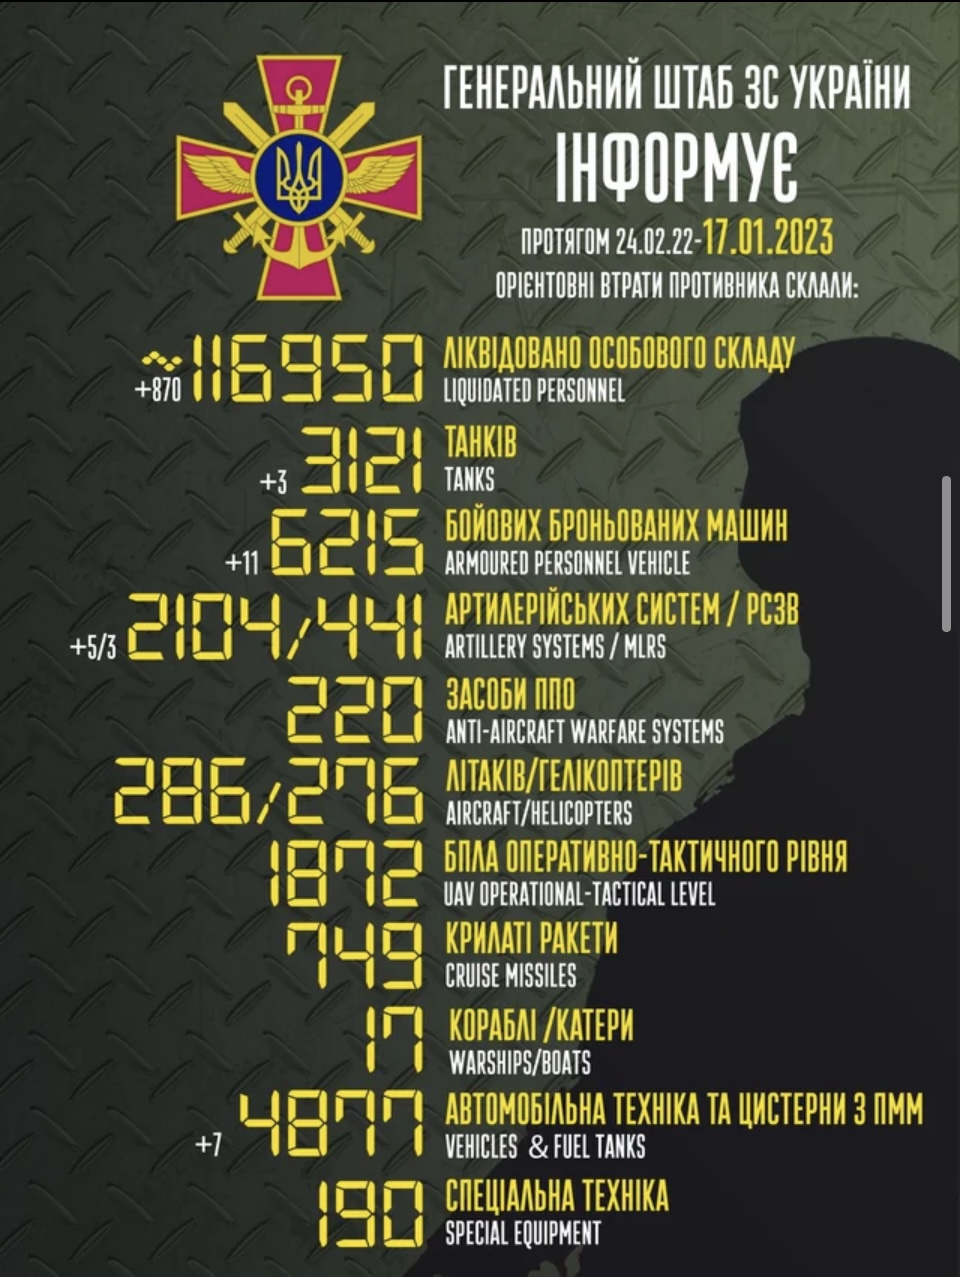 ГЕНЕРАЛЬНИЙ ШТАБ ЗС УКРАЇНИ
ІНФОРМУЄ
ПРОТЯГОМ 24.02.22-17.01.2023
ОРІЄНТОВНІ ВТРАТИ ПРОТИВНИКА СКЛАЛИ:
~116950 ЛІКВІДОВАНО ОСОБОВОГО СКЛАДУ
+870 LIQUIDATED PERSONNEL
3121 ТАНКІВ
+3 TANKS
6215 БОЙОВИХ БРОНЬОВАНИХ МАШИН
+11 ARMOURED PERSONNEL VEHICLE
2104/441 АРТИЛЕРІЙСЬКИХ СИСТЕМ / РСЗВ
+5/3 ARTILLERY SYSTEMS / MLRS
220 ЗАСОБИ ППО
ANTI-AIRCRAFT WARFARE SYSTEMS
286/276 ЛІТАКІВ/ГЕЛІКОПТЕРІВ
AIRCRAFT/HELICOPTERS
1872 БПЛА ОПЕРАТИВНО-ТАКТИЧНОГО РІВНЯ
UAV OPERATIONAL-TACTICAL LEVEL
749 КРИЛАТІ РАКЕТИ
CRUISE MISSILES
17 КОРАБЛІ /КАТЕРИ
WARSHIPS/BOATS
4877 АВТОМОБІЛЬНА ТЕХНІКА ТА ЦИСТЕРНИ З ПММ
+7 VEHICLES & FUEL TANKS
190 СПЕЦІАЛЬНА ТЕХНІКА
SPECIAL EQUIPMENT